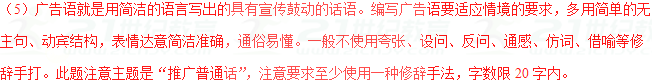 （5）广告语就是用简洁的语言写出的具有宣传鼓动的话语。编写广告语要适应情境的要求，多用简单的无
主句、动宾结构，表情达意简洁准确，通俗易懂。一般不使用夸张、设问、反问、通感、仿词、借喻等修
辞手打。此题注意主题是“推广普通话”，注意要求至少使用一种修辞手法，字数限 20 字内。